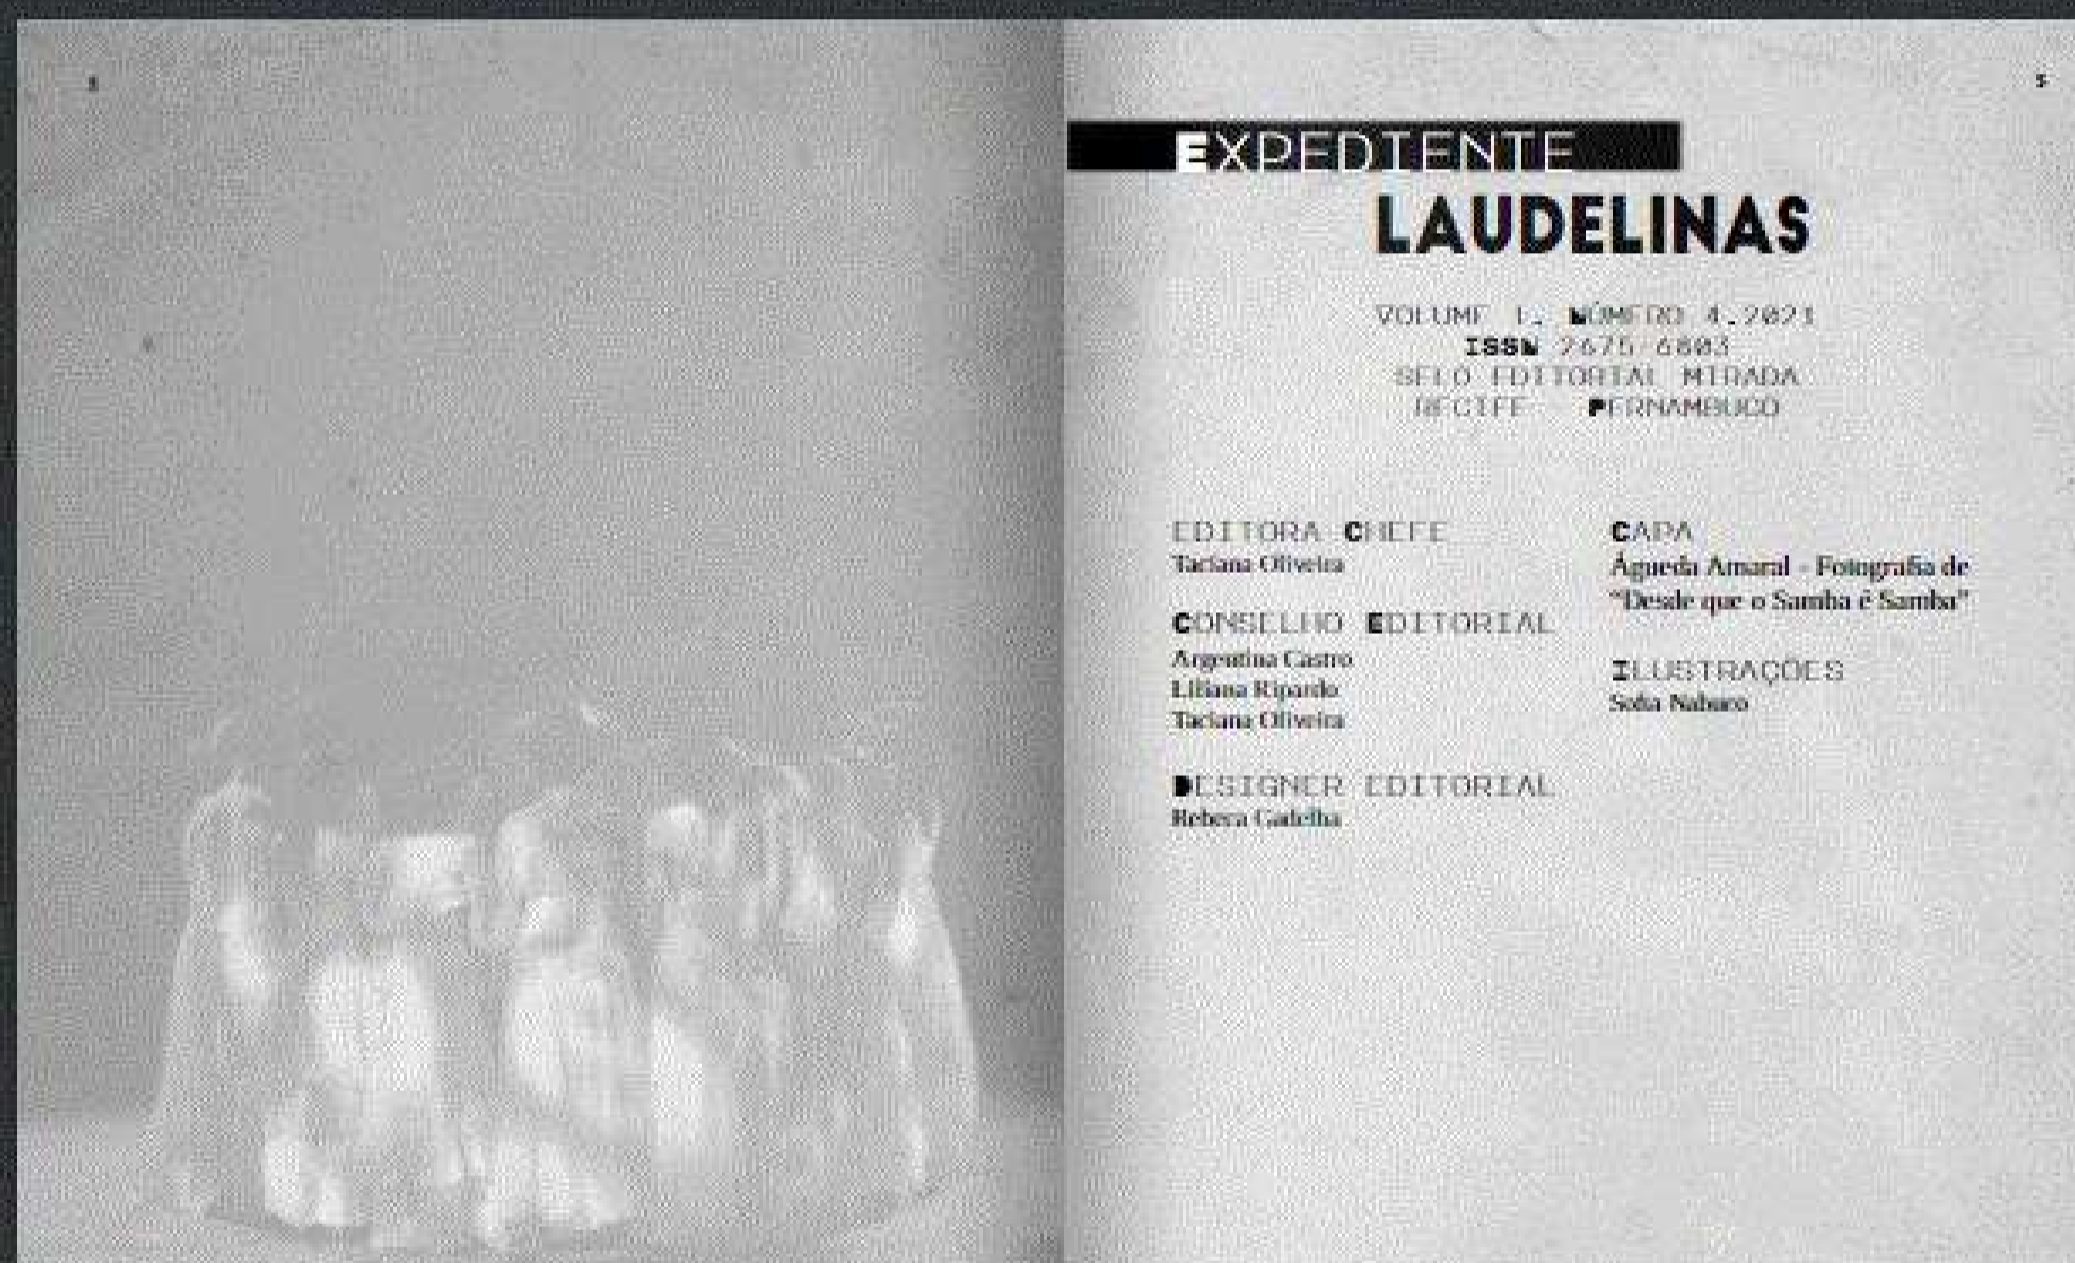 5
EXPEDIENTE
LAUDELINAS
VOLUME 1. NÚMERO 4.2021
ISSN 2675-6803
SELO EDITORIAL MIRADA
RECIFE - PERNAMBUCO
EDITORA CHEFE
Taciana Oliveira
CONSELHO EDITORIAL
Argentina Castro
Liliana Ripardo
Taciana Oliveira
DESIGNER EDITORIAL
Rebeca Gadelha
CAPA
Águeda Amaral - Fotografia de
"Desde que o Samba é Samba"
ILUSTRAÇÕES
Sofia Nabuco